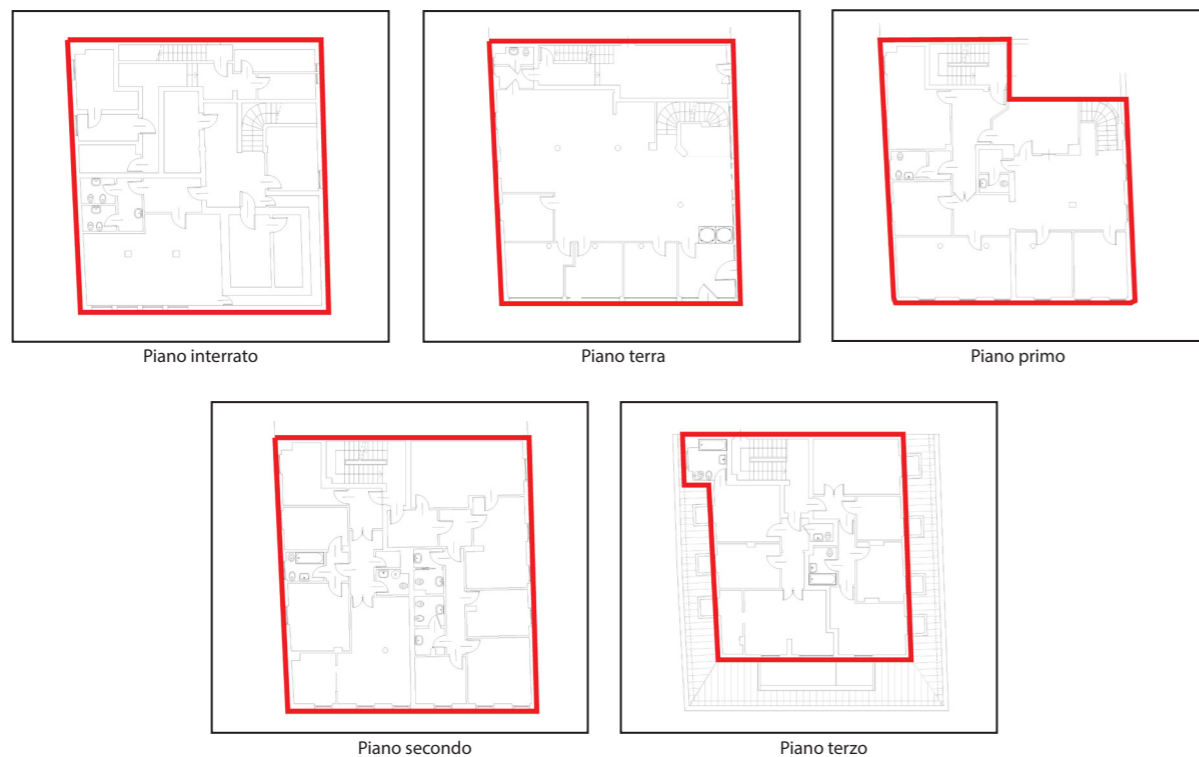 Piano interrato
Piano terra
Piano primo
Piano secondo
Piano terzo